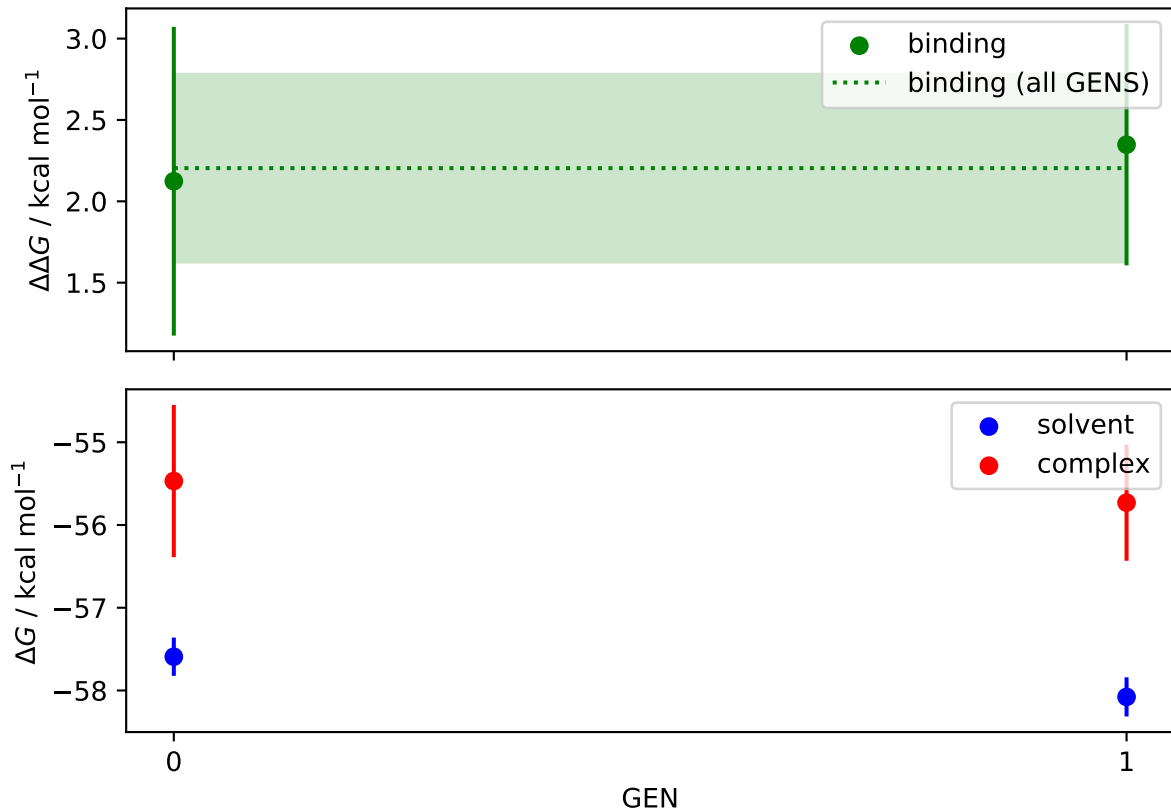 3.0
2.5
2.0
1.5
ΔΔG / kcal mol⁻¹
binding
binding (all GENS)
−55
−56
−57
−58
ΔG / kcal mol⁻¹
solvent
complex
0
1
GEN